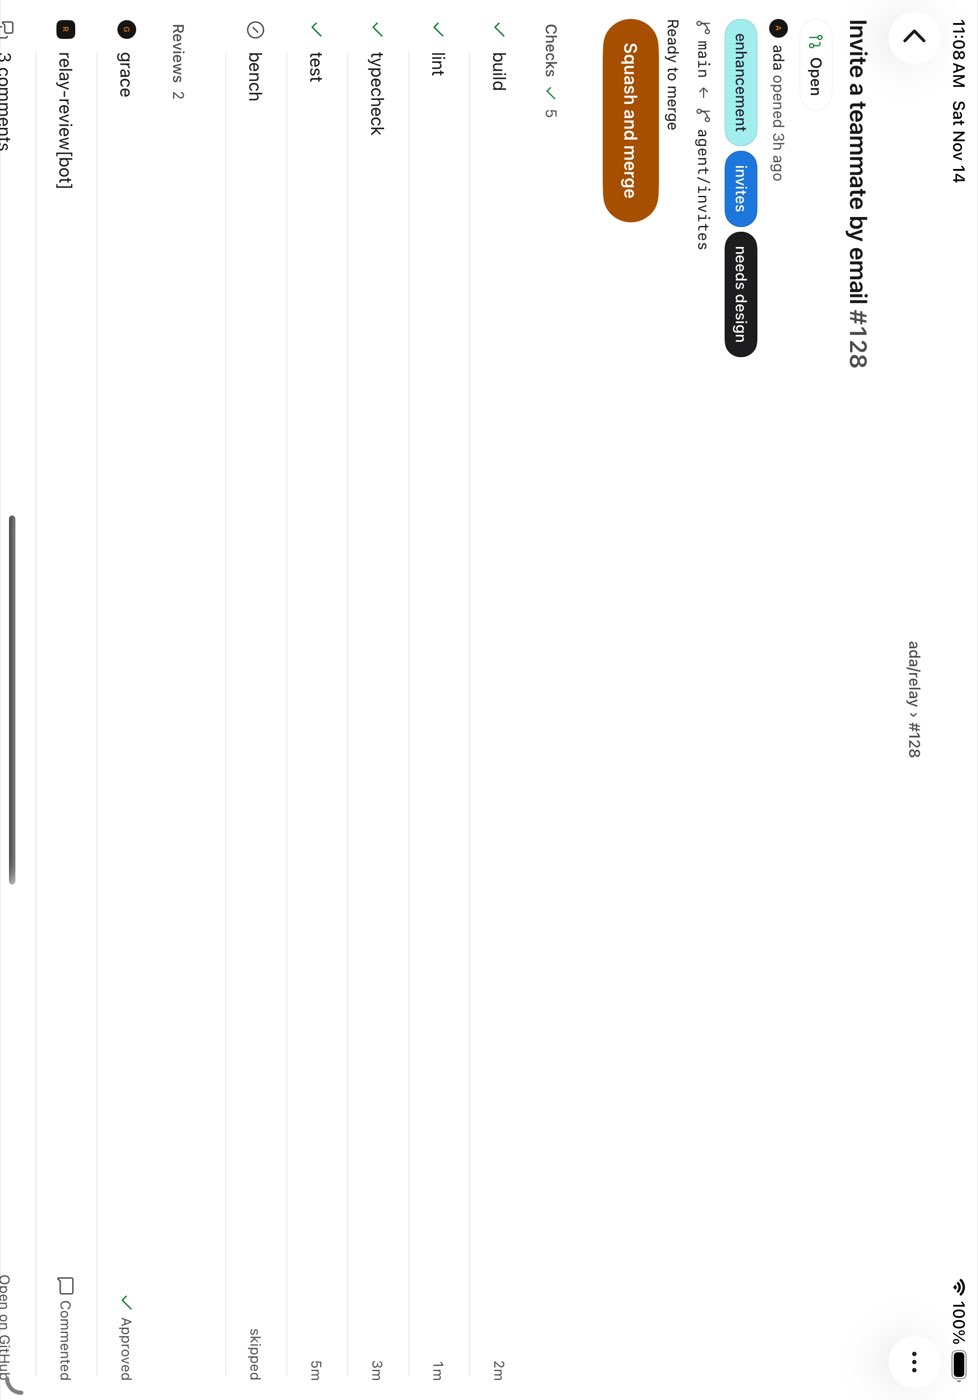 11:08 AM Sat Nov 14
100%
ada/relay › #128
Invite a teammate by email #128
Open
A ada opened 3h ago
enhancement invites needs design
main ← agent/invites
Ready to merge
Squash and merge
Checks 5
build 2m
lint 1m
typecheck 3m
test 5m
bench skipped
Reviews 2
G grace Approved
R relay-review[bot] Commented
3 comments Open on GitHub